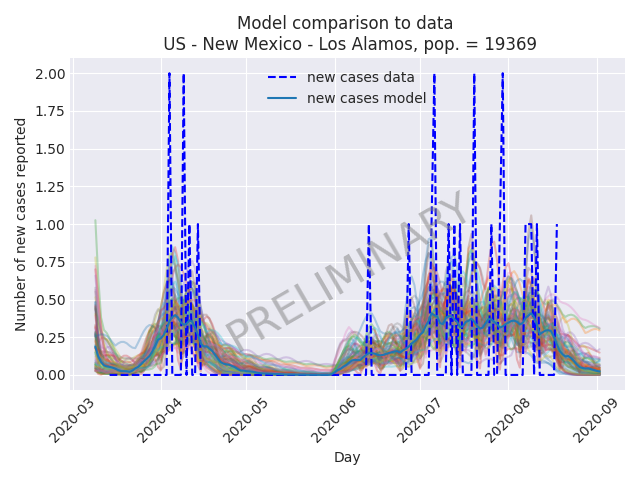 Model comparison to data
US - New Mexico - Los Alamos, pop. = 19369
new cases data
new cases model
PRELIMINARY
Number of new cases reported
2.00
1.75
1.50
1.25
1.00
0.75
0.50
0.25
0.00
2020-03
2020-04
2020-05
2020-06
2020-07
2020-08
2020-09
Day